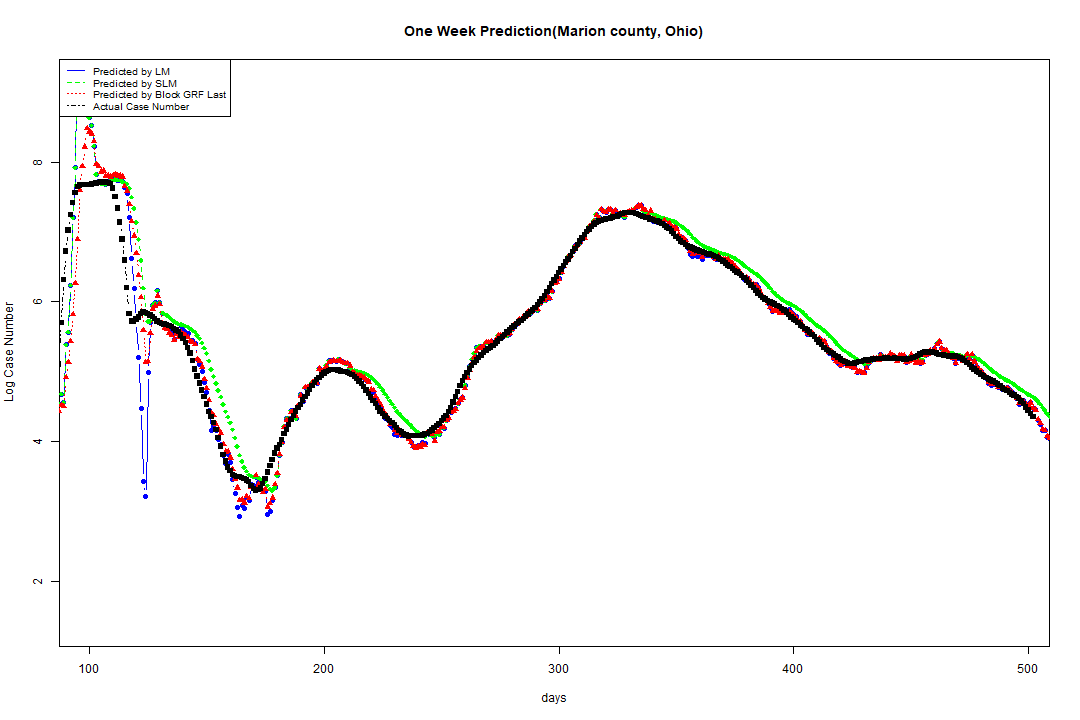 One Week Prediction(Marion county, Ohio)
Predicted by LM
Predicted by SLM
Predicted by Block GRF Last
Actual Case Number
8
6
4
2
Log Case Number
100 200 300 400 500
days